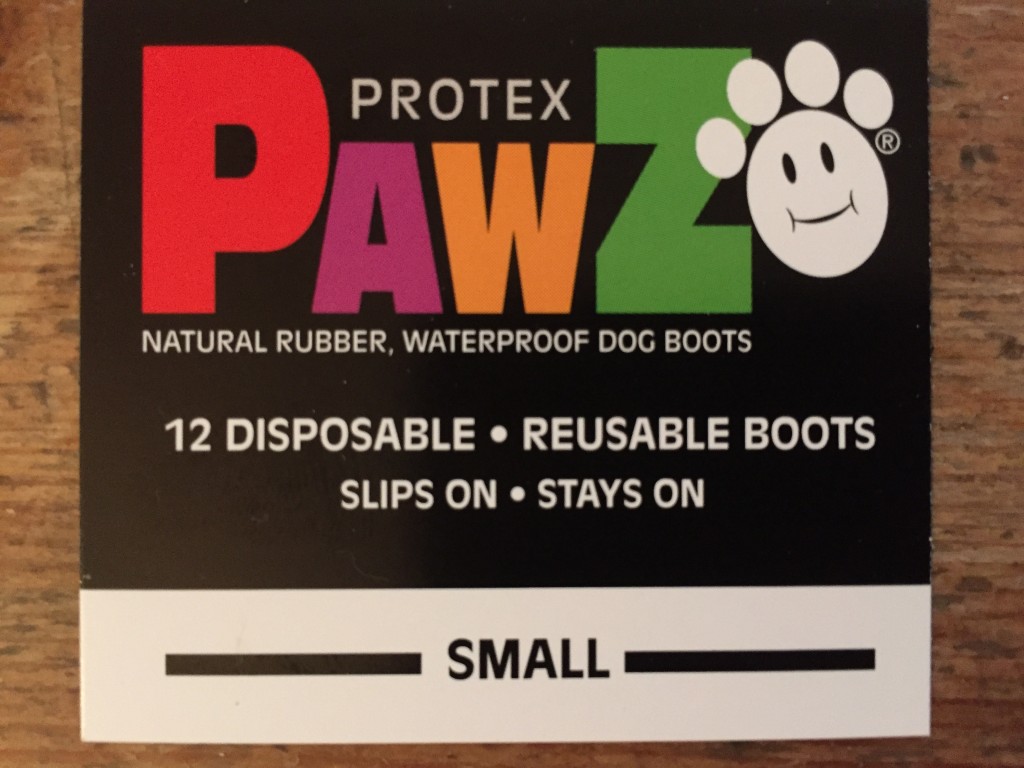 PROTEX
PAWZ®
NATURAL RUBBER, WATERPROOF DOG BOOTS
12 DISPOSABLE • REUSABLE BOOTS
SLIPS ON • STAYS ON
SMALL